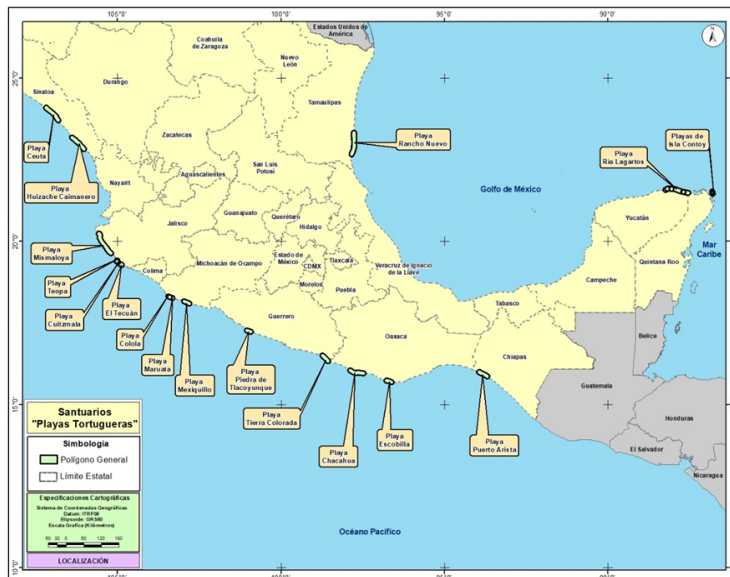 105°0'
100°0'
95°0'
90°0'
Estados Unidos de
América
Coahuila
de Zaragoza
Nuevo
León
25°0'
Durango
Sinaloa
Tamaulipas
Playa
Ceuta
Playa
Rancho Nuevo
Playas de
Isla Contoy
Playa
Ria Lagartos
Zacatecas
San Luis
Potosí
Playa
Huizache Caimanero
Nayarit
Aguascalientes
Golfo de México
Guanajuato
Querétaro
Hidalgo
Yucatán
Jalisco
20°0'
Playa
Mismaloya
Mar
Caribe
Michoacán de Ocampo
Estado de
México
CDMX
Tlaxcala
Veracruz de Ignacio
de la Llave
Quintana Roo
Colima
Campeche
Morelos
Puebla
Playa
Teopa
Playa
El Tecuán
Playa
Cuitzmala
Tabasco
Guerrero
Playa
Colola
Playa
Maruata
Playa
Mexiquillo
Oaxaca
Chiapas
Belice
Playa
Piedra de
Tlacoyunque
Guatemala
15°0'
Playa
Tierra Colorada
Playa
Chacahua
Playa
Escobilla
Playa
Puerto Arista
Honduras
El Salvador
Nicaragua
Océano Pacífico
Santuarios
"Playas Tortugueras"
Simbología
Polígono General
Límite Estatal
Especificaciones Cartográficas
Sistema de Coordenadas Geográficas
Datum: ITRF08
Elipsoide: GRS80
Escala Grafica (Kilómetros)
LOCALIZACIÓN
10°0'